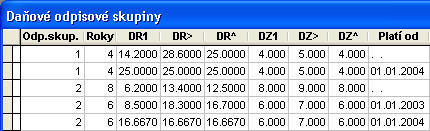 Daňové odpisové skupiny
Odp.skup. Roky DR1 DR> DR^ DZ1 DZ> DZ^ Platí od
1 4 14.2000 28.6000 25.0000 4.000 5.000 4.000 . .
1 4 25.0000 25.0000 25.0000 4.000 5.000 4.000 01.01.2004
2 8 6.2000 13.4000 12.5000 8.000 9.000 8.000 . .
2 6 8.5000 18.3000 16.7000 6.000 7.000 6.000 01.01.2003
2 6 16.6670 16.6670 16.6670 6.000 7.000 6.000 01.01.2004